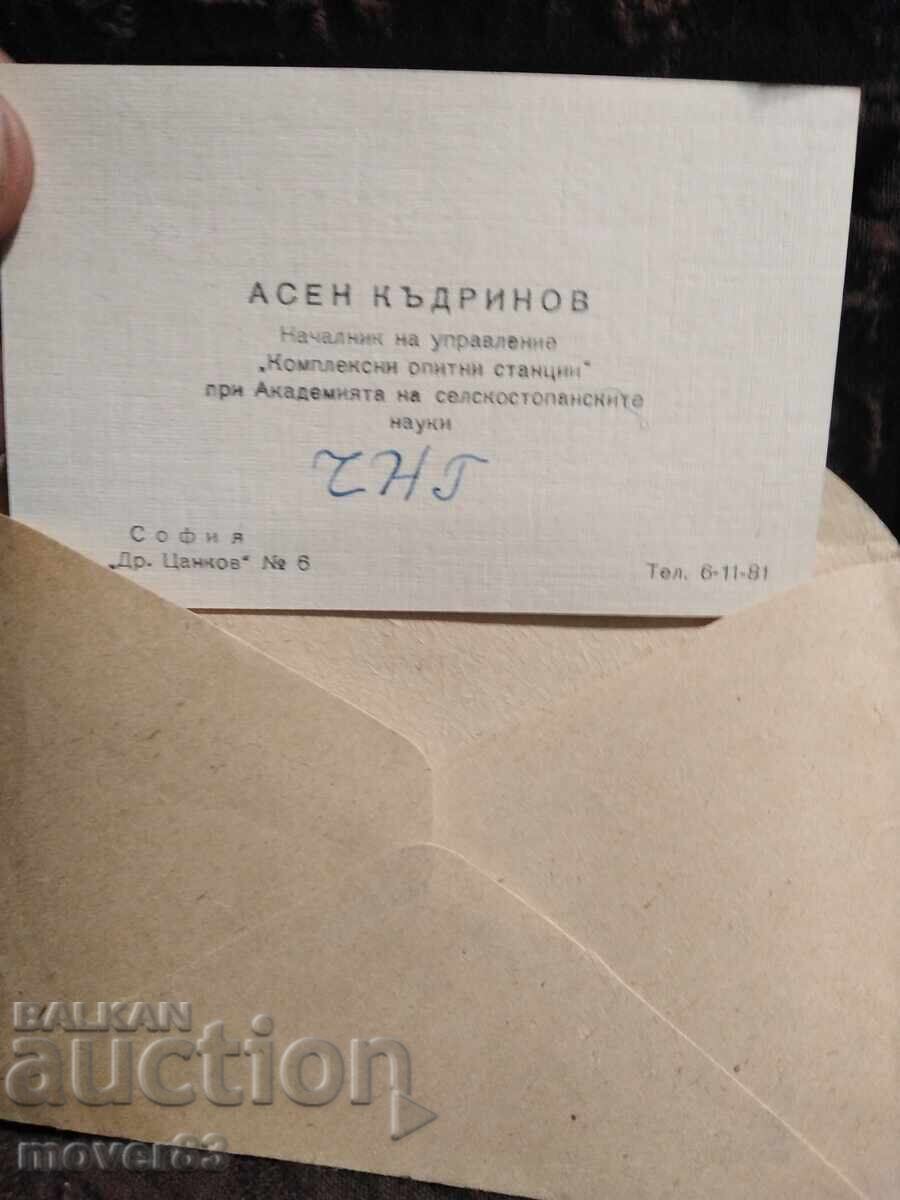 АСЕН КЪДРИНОВ
Началник на управление
„Комплексни опитни станции“
при Академията на селскостопанските
науки
ЧНГ
София
„Др. Цанков“ № 6
Тел. 6-11-81
BALKAN
auction
mover83